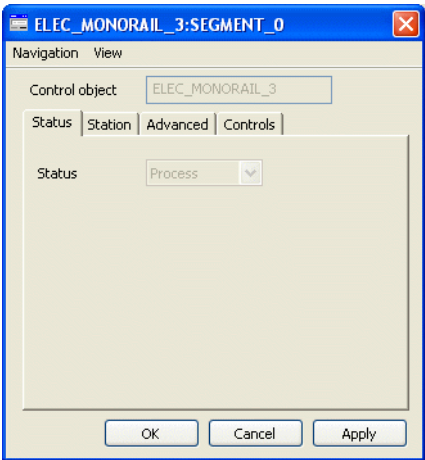 ELEC_MONORAIL_3:SEGMENT_0
Navigation View
Control object ELEC_MONORAIL_3
Status Station Advanced Controls
Status Process
OK Cancel Apply